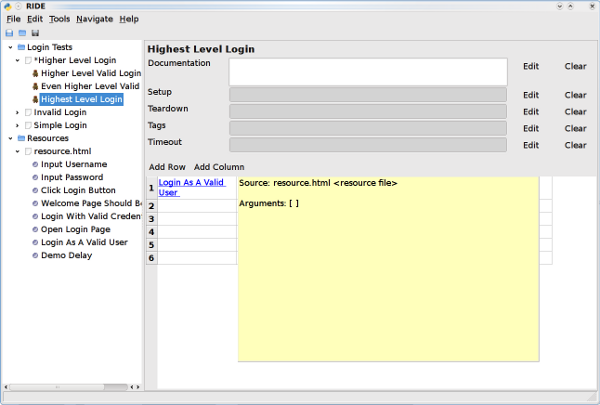 RIDE
File Edit Tools Navigate Help
Login Tests
*Higher Level Login
Higher Level Valid Login
Even Higher Level Valid
Highest Level Login
Invalid Login
Simple Login
Resources
resource.html
Input Username
Input Password
Click Login Button
Welcome Page Should Be
Login With Valid Creden
Open Login Page
Login As A Valid User
Demo Delay
Highest Level Login
Documentation Edit Clear
Setup Edit Clear
Teardown Edit Clear
Tags Edit Clear
Timeout Edit Clear
Add Row Add Column
1 Login As A Valid
User
2
3
4
5
6
Source: resource.html <resource file>
Arguments: [ ]